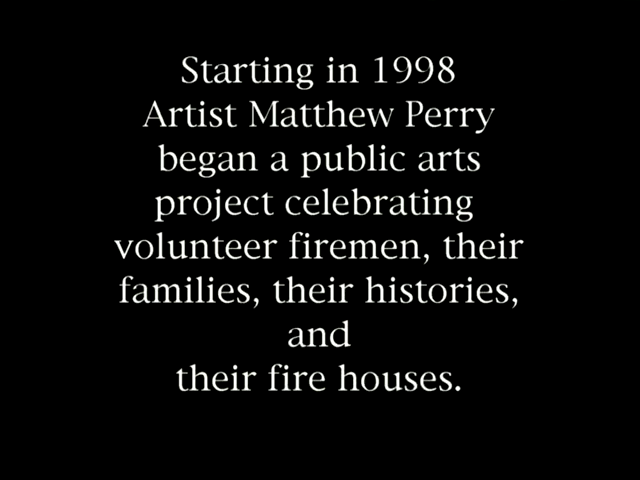 Starting in 1998
Artist Matthew Perry
began a public arts
project celebrating
volunteer firemen, their
families, their histories,
and
their fire houses.